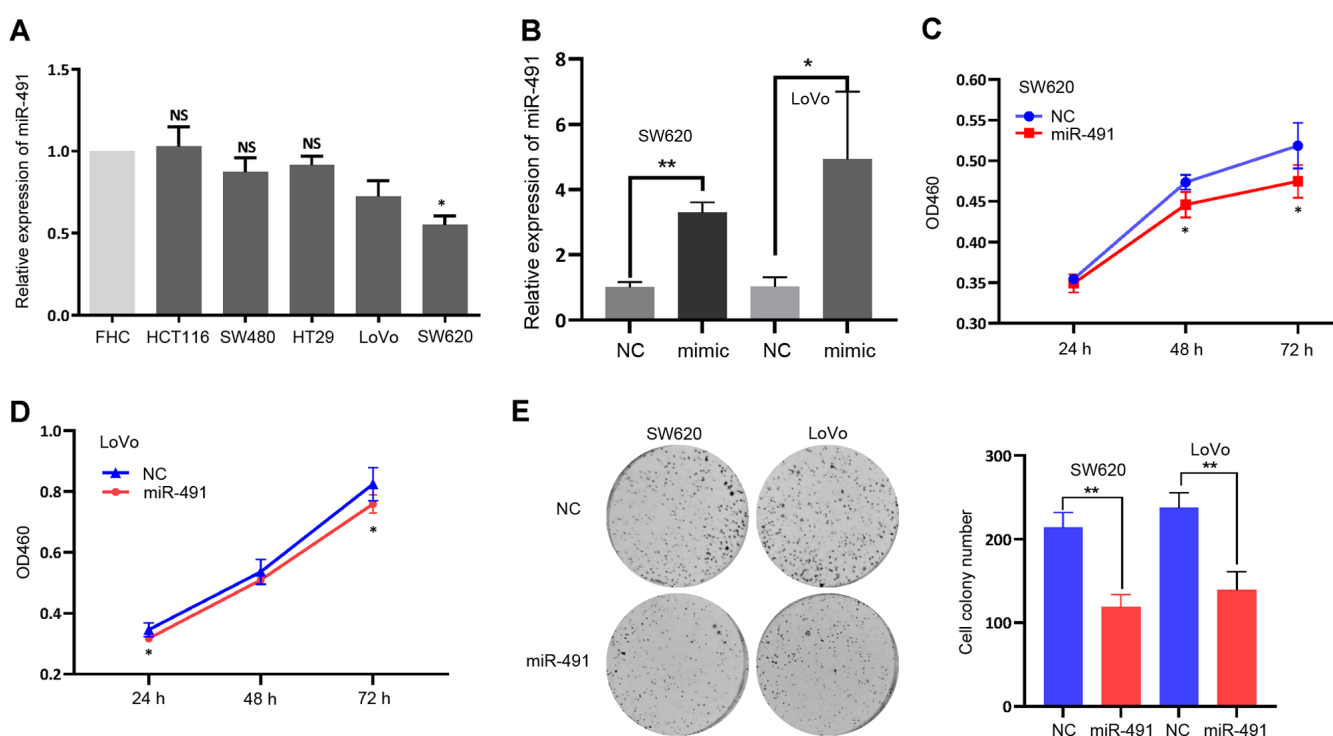 A
Relative expression of miR-491
1.5
1.0
0.5
0.0
NS
NS
NS
*
FHC HCT116 SW480 HT29 LoVo SW620
B
Relative expression of miR-491
8
6
4
2
0
SW620
**
LoVo
*
NC mimic NC mimic
C
OD460
0.60
0.55
0.50
0.45
0.40
0.35
0.30
SW620
NC
miR-491
*
*
24 h 48 h 72 h
D
OD460
1.0
0.8
0.6
0.4
0.2
LoVo
NC
miR-491
*
*
24 h 48 h 72 h
E
SW620 LoVo
NC
miR-491
Cell colony number
300
200
100
0
SW620
**
LoVo
**
NC miR-491 NC miR-491